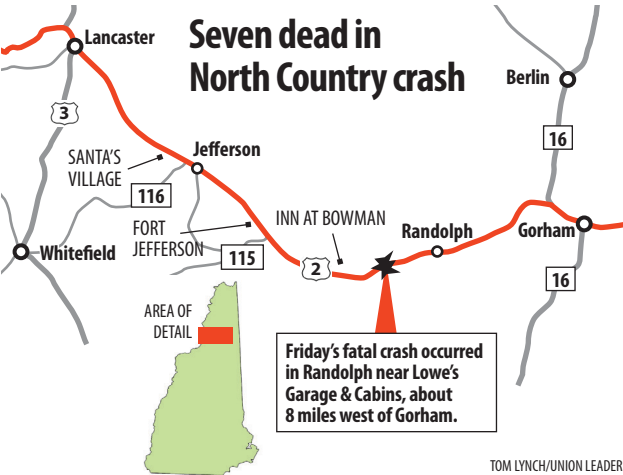 Seven dead in
North Country crash
Lancaster
Berlin
3
16
SANTA'S
VILLAGE
Jefferson
116
FORT
JEFFERSON
INN AT BOWMAN
Randolph
Gorham
Whitefield
115
2
16
AREA OF
DETAIL
Friday's fatal crash occurred
in Randolph near Lowe's
Garage & Cabins, about
8 miles west of Gorham.
TOM LYNCH/UNION LEADER